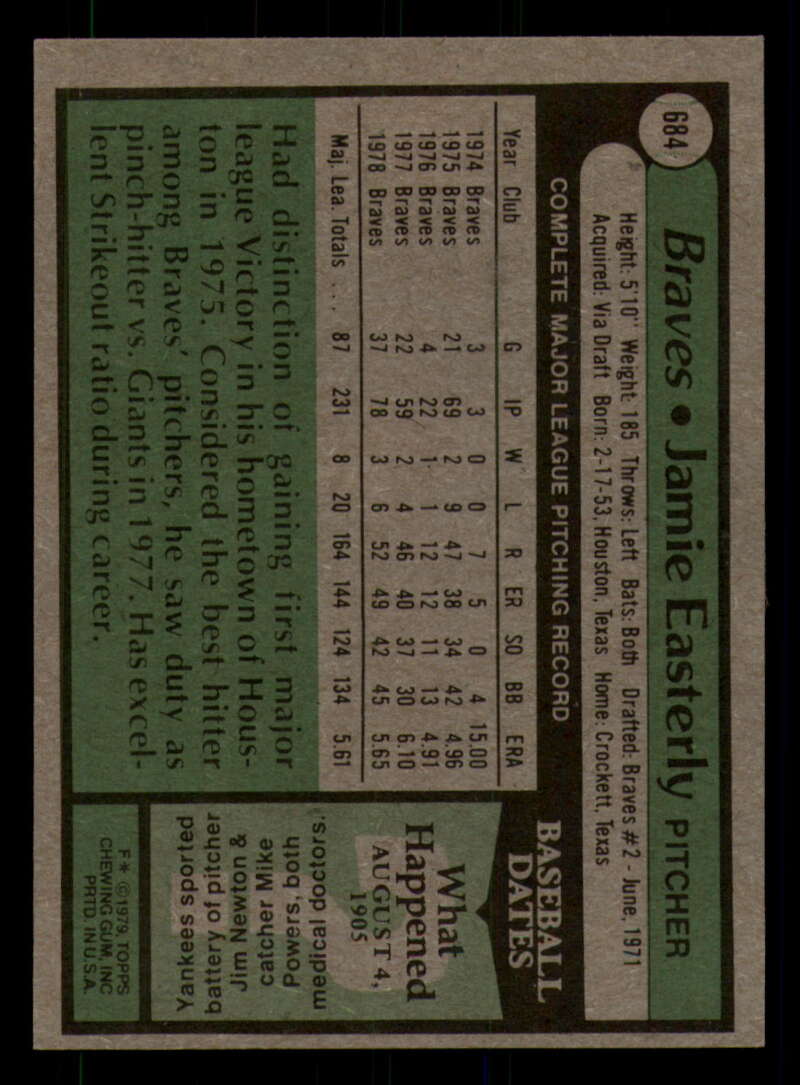 684
Braves • Jamie Easterly PITCHER
Height: 5'10" Weight: 185 Throws: Left Bats: Both Drafted: Braves #2 - June, 1971
Acquired: Via Draft Born: 2-17-53, Houston, Texas Home: Crockett, Texas
COMPLETE MAJOR LEAGUE PITCHING RECORD
Year Club G IP W L R ER SO BB ERA
1974 Braves 3 3 0 0 7 5 0 4 15.00
1975 Braves 21 69 2 9 47 38 34 42 4.96
1976 Braves 4 22 1 1 12 12 11 13 4.91
1977 Braves 22 59 2 4 46 40 37 30 6.10
1978 Braves 37 78 3 6 52 49 42 45 5.65
Maj. Lea. Totals . . . 87 231 8 20 164 144 124 134 5.61
Had distinction of gaining first major
league Victory in his hometown of Hous-
ton in 1975. Considered the best hitter
among Braves' pitchers, he saw duty as
pinch-hitter vs. Giants in 1977. Has excel-
lent Strikeout ratio during career.
BASEBALL
DATES
What
Happened
AUGUST 4,
1905
Yankees sported
battery of pitcher
Jim Newton &
catcher Mike
Powers, both
medical doctors.
F* © 1979, TOPPS
CHEWING GUM, INC
PRTD. IN U.S.A.